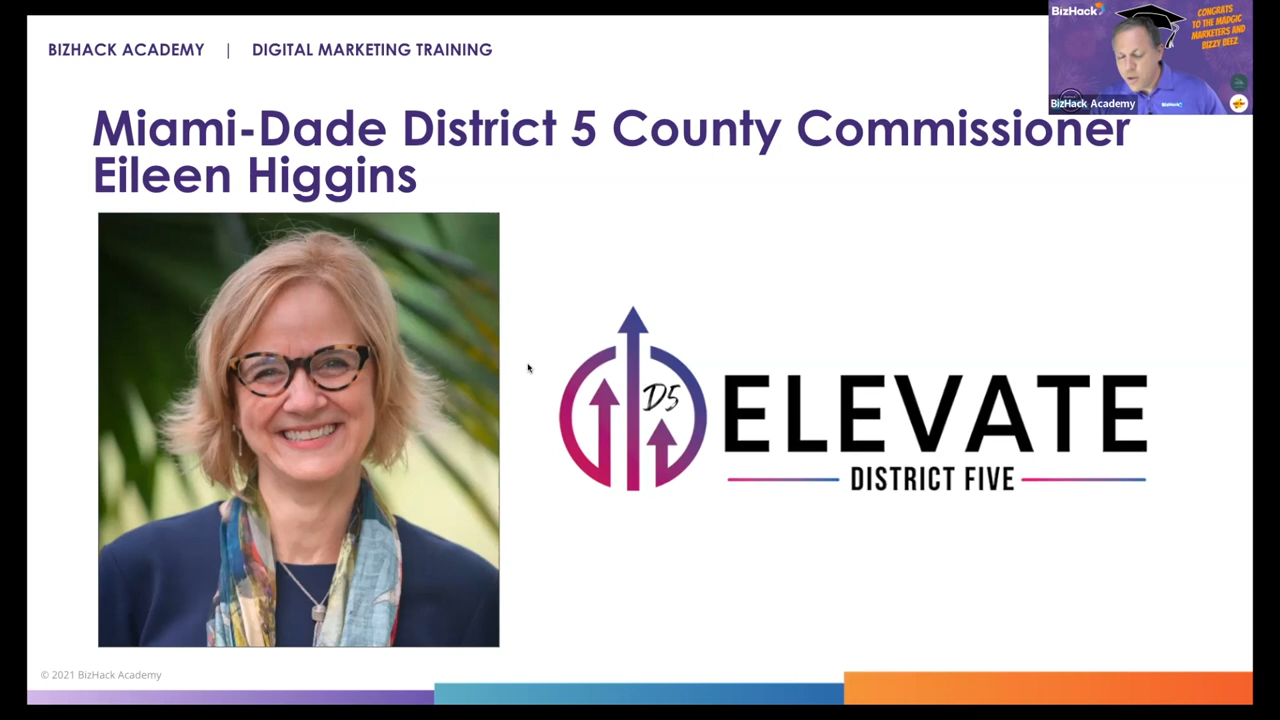 BIZHACK ACADEMY | DIGITAL MARKETING TRAINING
BizHack
CONGRATS
TO THE MADGIC
MARKETERS AND
BIZZY BEEZ
BizHack
BizHack Academy
Miami-Dade District 5 County Commissioner
Eileen Higgins
D5
ELEVATE
DISTRICT FIVE
© 2021 BizHack Academy